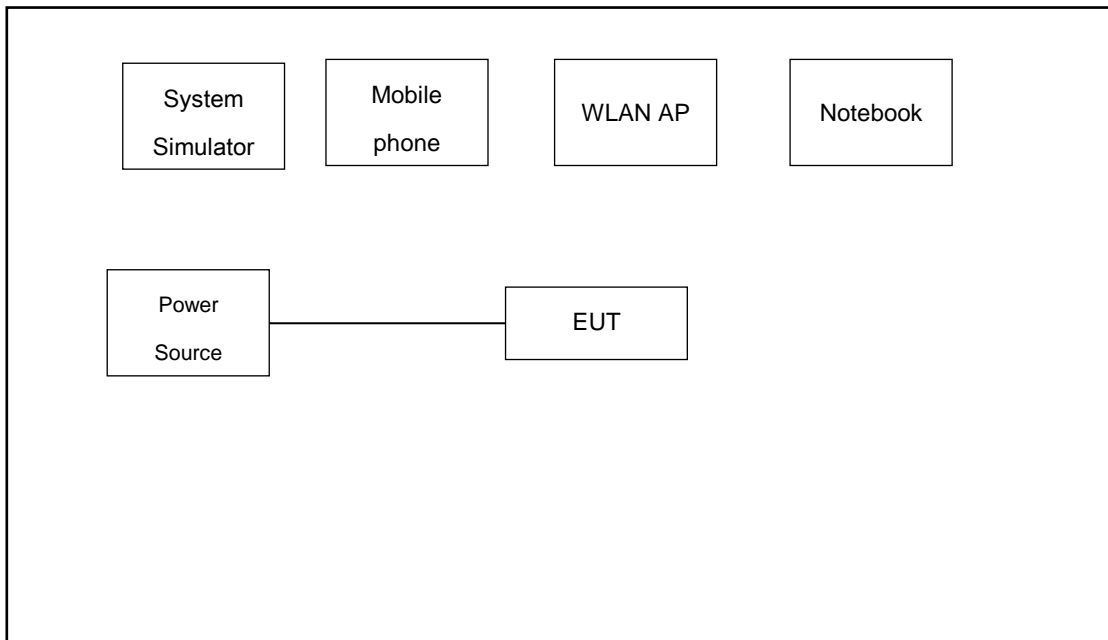 System
Simulator
Mobile
phone
WLAN AP
Notebook
Power
Source
EUT